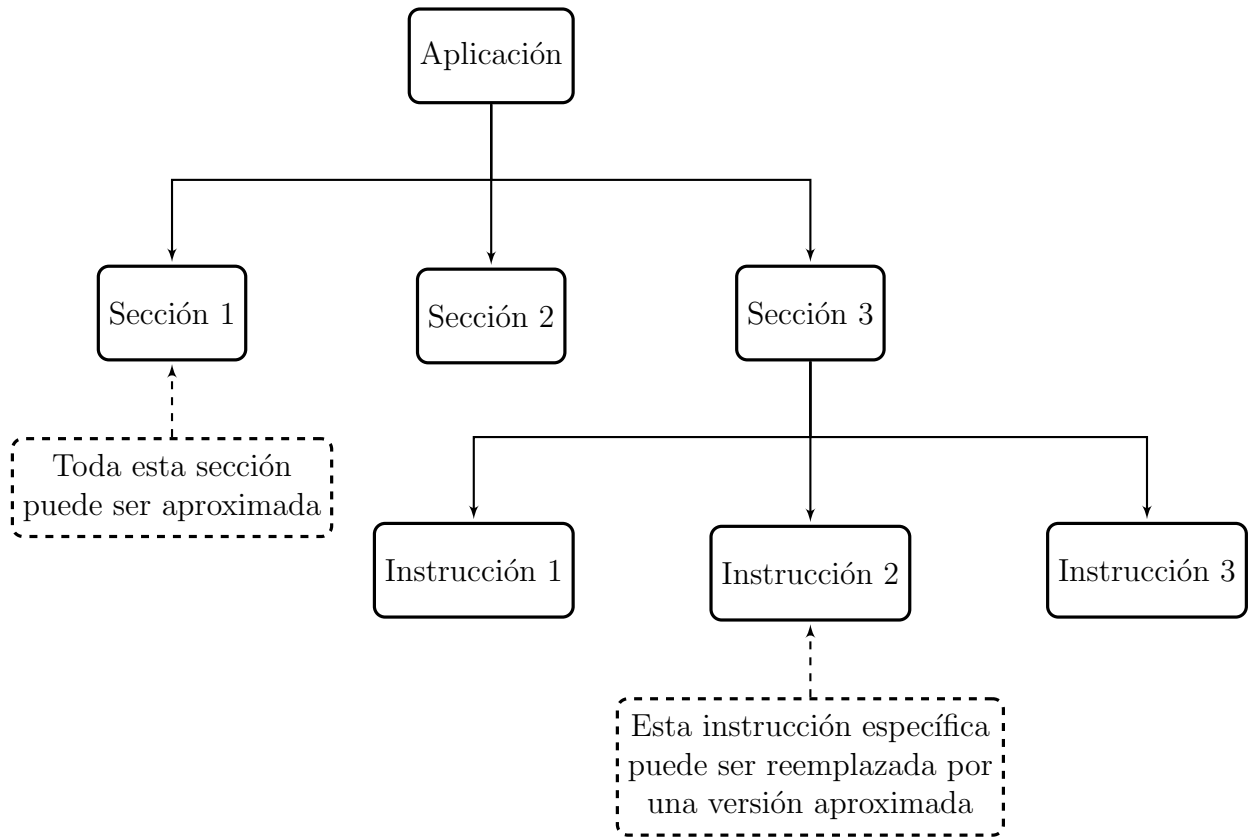 Aplicación
Sección 1
Sección 2
Sección 3
Toda esta sección
puede ser aproximada
Instrucción 1
Instrucción 2
Instrucción 3
Esta instrucción específica
puede ser reemplazada por
una versión aproximada